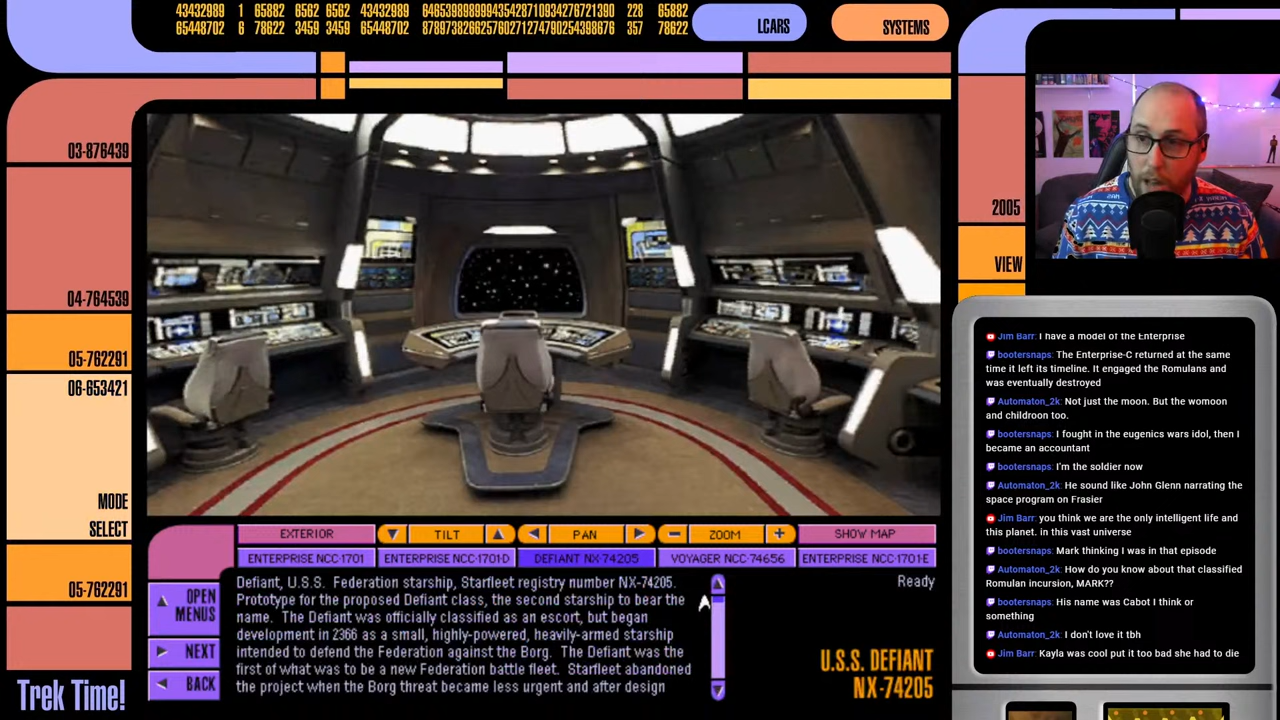 43432989 1 65882 6562 6562 43432989 64653989899943542871093427672​1390 228 65882
65448702 6 78622 3459 3459 65448702 87897382662576027127479025439​8676 357 78622
LCARS
SYSTEMS
03-876439
04-764539
05-762291
06-653421
MODE
SELECT
05-762291
2005
VIEW
EXTERIOR
TILT
PAN
ZOOM
SHOW MAP
ENTERPRISE NCC-1701
ENTERPRISE NCC-1701-D
DEFIANT NX-74205
VOYAGER NCC-74656
ENTERPRISE NCC-1701-E
OPEN
MENUS
NEXT
BACK
Defiant, U.S.S. Federation starship, Starfleet registry number NX-74205.
Prototype for the proposed Defiant class, the second starship to bear the
name. The Defiant was officially classified as an escort, but began
development in 2366 as a small, highly-powered, heavily-armed starship
intended to defend the Federation against the Borg. The Defiant was the
first of what was to be a new Federation battle fleet. Starfleet abandoned
the project when the Borg threat became less urgent and after design
Ready
U.S.S. DEFIANT
NX-74205
Trek Time!
Jim Barr: I have a model of the Enterprise
bootersnaps: The Enterprise-C returned at the same
time it left its timeline. It engaged the Romulans and
was eventually destroyed
Automaton_2k: Not just the moon. But the womoon
and childroon too.
bootersnaps: I fought in the eugenics wars idol, then I
became an accountant
bootersnaps: I'm the soldier now
Automaton_2k: He sound like John Glenn narrating the
space program on Frasier
Jim Barr: you think we are the only intelligent life and
this planet. in this vast universe
bootersnaps: Mark thinking I was in that episode
Automaton_2k: How do you know about that classified
Romulan incursion, MARK??
bootersnaps: His name was Cabot I think or
something
Automaton_2k: I don't love it tbh
Jim Barr: Kayla was cool put it too bad she had to die